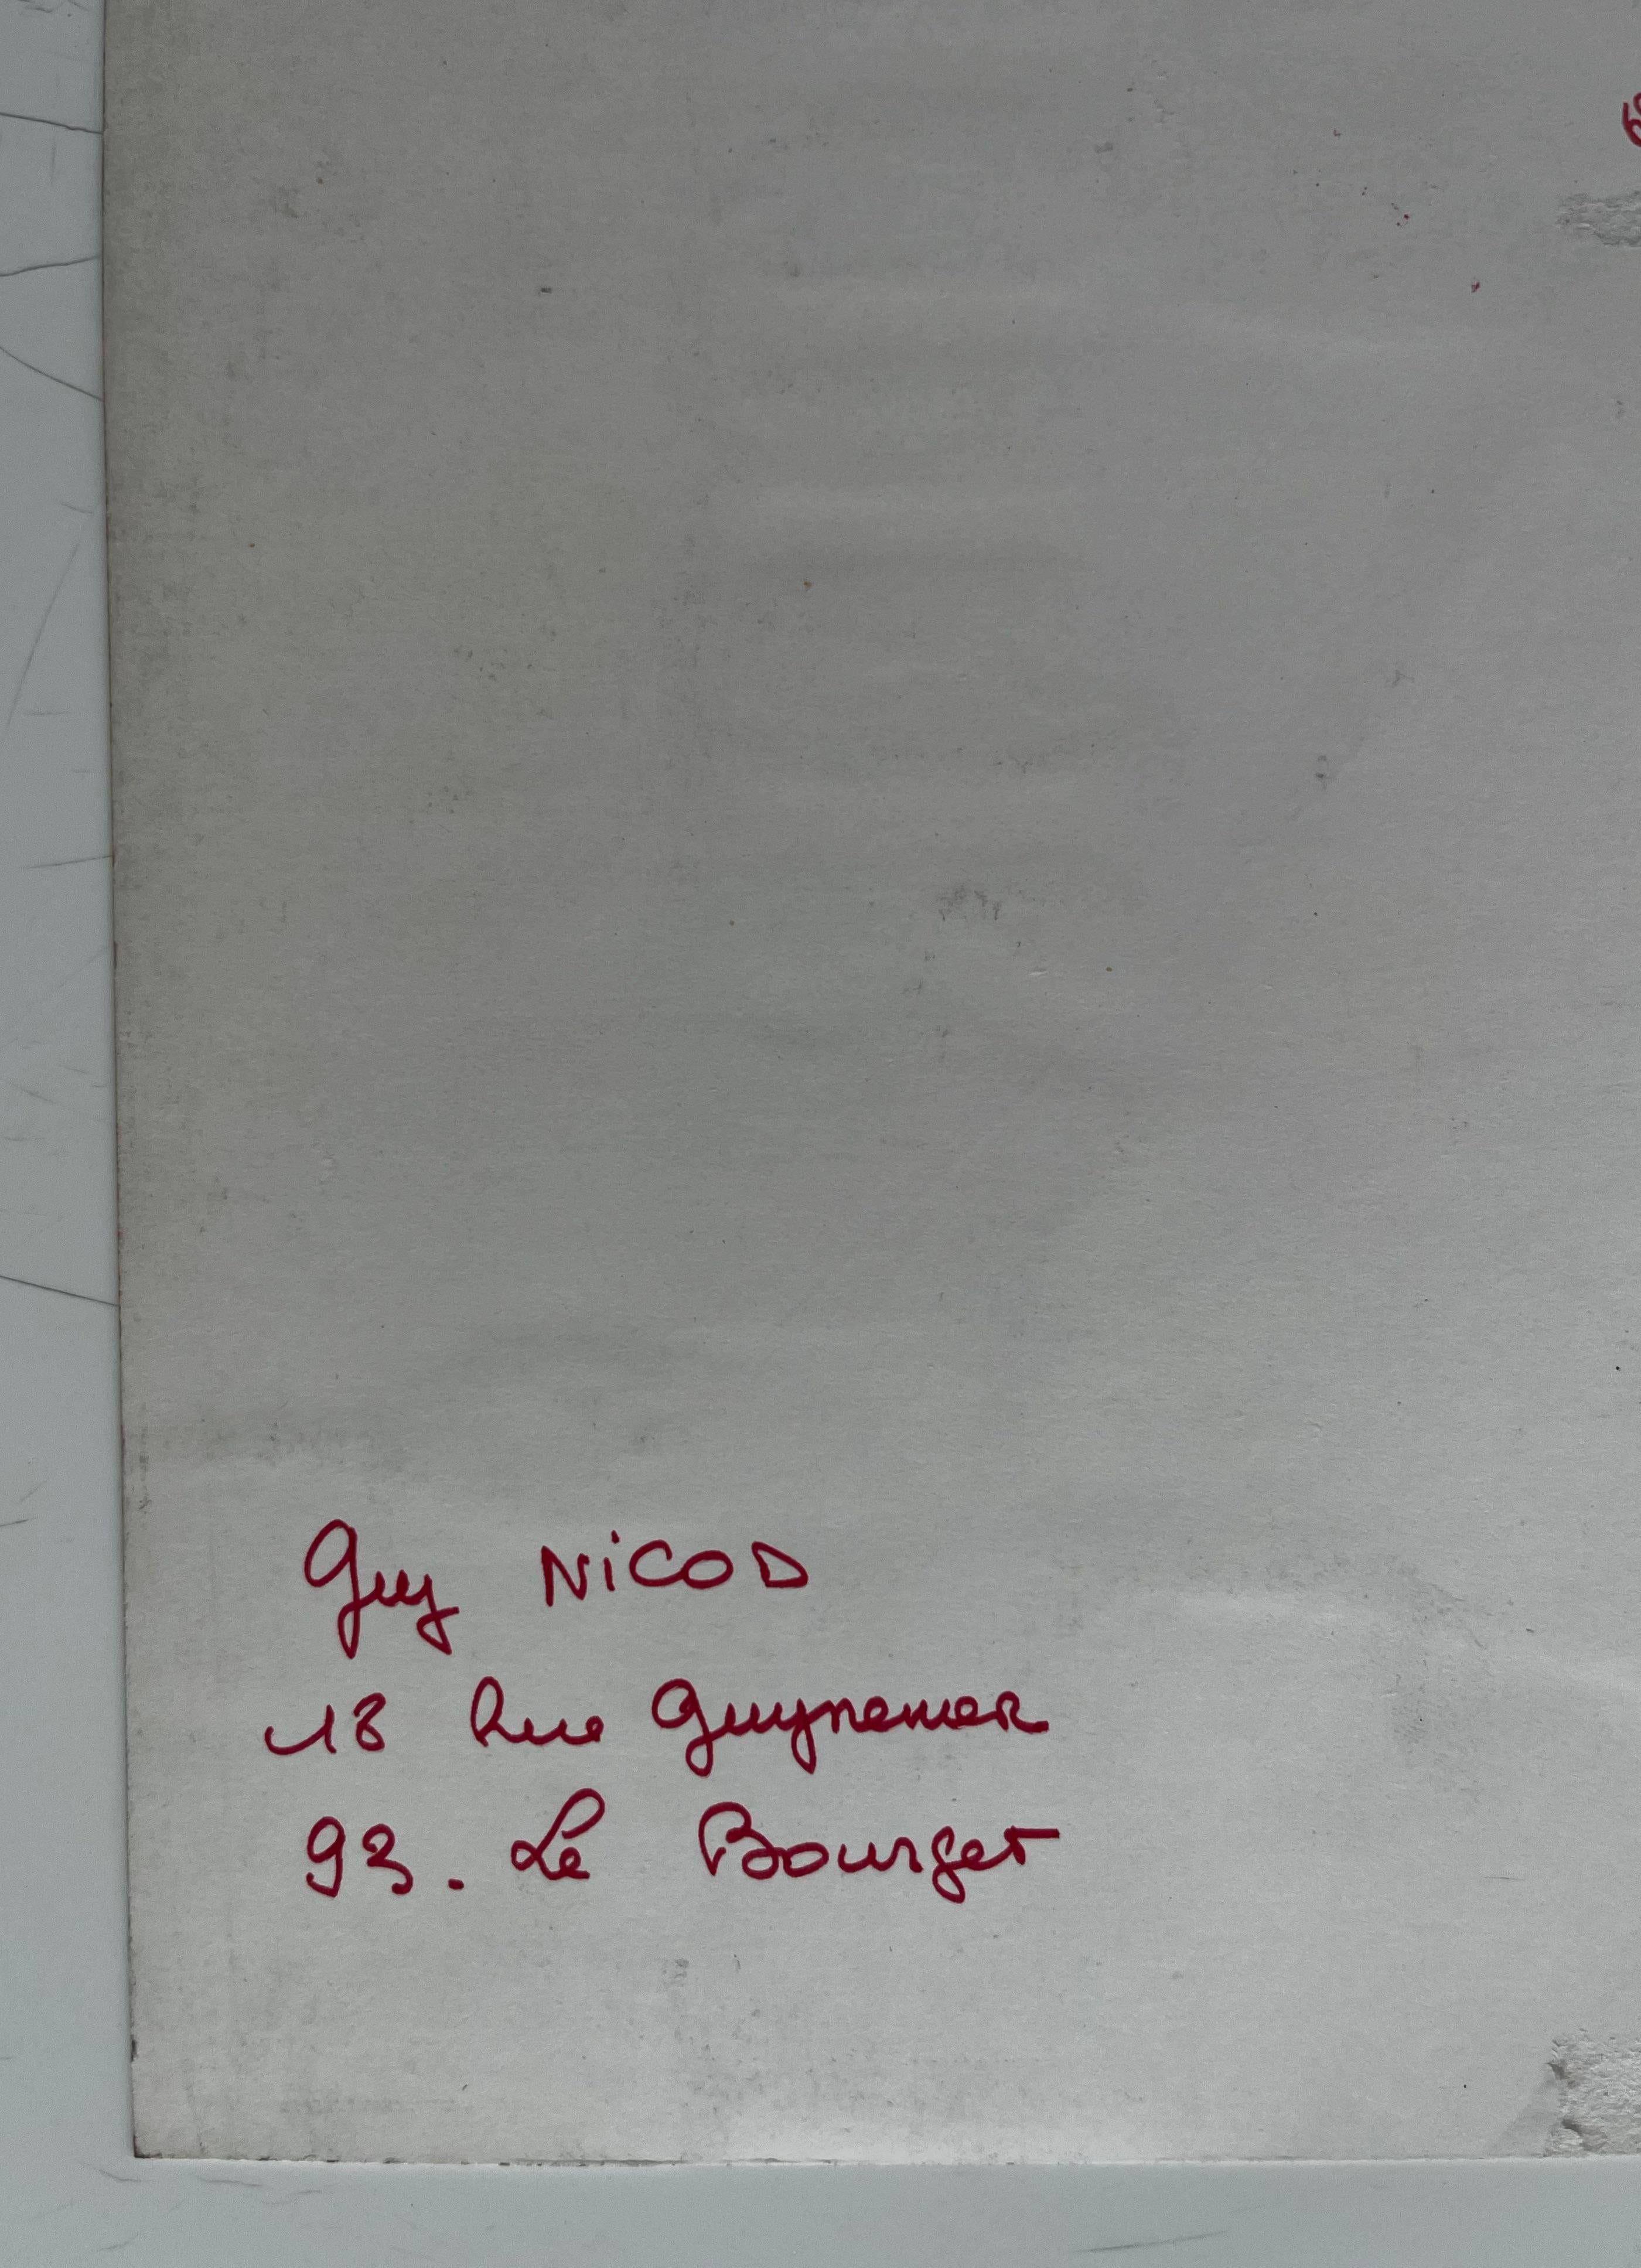 Guy NICOD
18 Rue Guynemer
93. Le Bourget